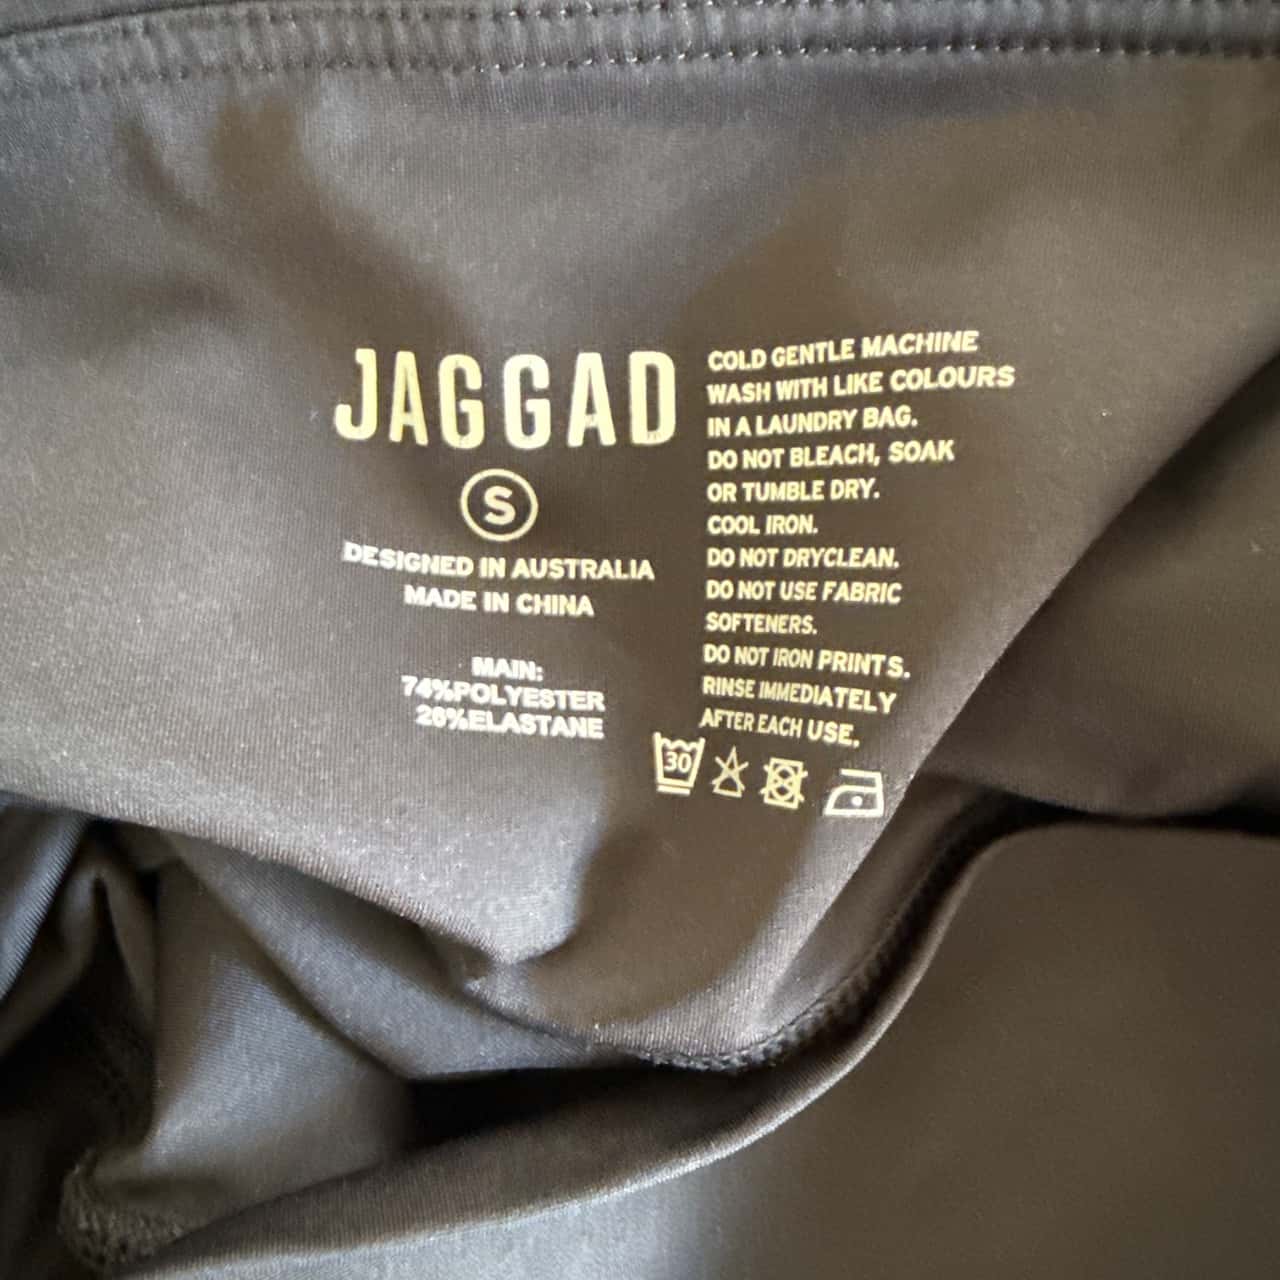 JAGGAD
S
DESIGNED IN AUSTRALIA
MADE IN CHINA
MAIN:
74%POLYESTER
26%ELASTANE
COLD GENTLE MACHINE
WASH WITH LIKE COLOURS
IN A LAUNDRY BAG.
DO NOT BLEACH, SOAK
OR TUMBLE DRY.
COOL IRON.
DO NOT DRYCLEAN.
DO NOT USE FABRIC
SOFTENERS.
DO NOT IRON PRINTS.
RINSE IMMEDIATELY
AFTER EACH USE.
30